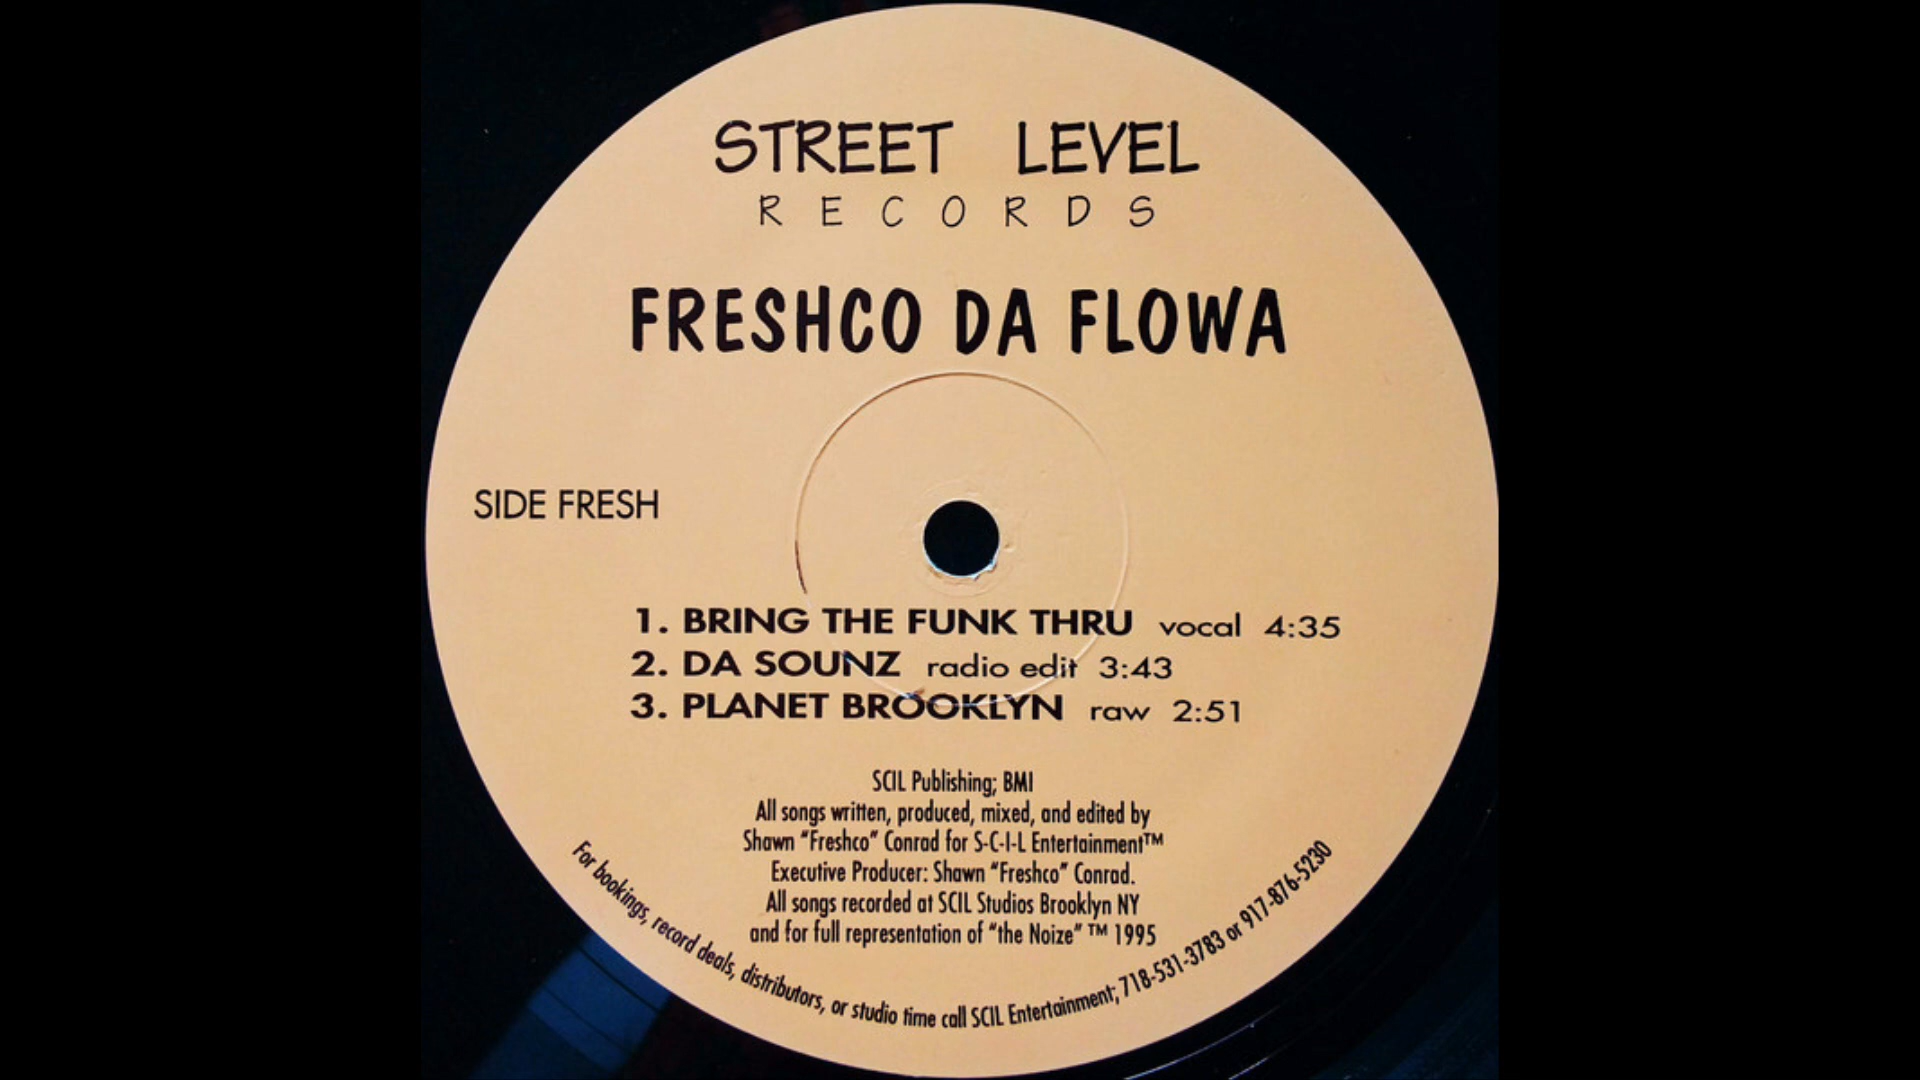 STREET LEVEL
RECORDS
FRESHCO DA FLOWA
SIDE FRESH
1. BRING THE FUNK THRU vocal 4:35
2. DA SOUNZ radio edit 3:43
3. PLANET BROOKLYN raw 2:51
SCIL Publishing; BMI
All songs written, produced, mixed, and edited by
Shawn "Freshco" Conrad for S-C-I-L Entertainment™
Executive Producer: Shawn "Freshco" Conrad.
All songs recorded at SCIL Studios Brooklyn NY
and for full representation of "the Noize" ™ 1995
For bookings, record deals, distributors, or studio time call SCIL Entertainment; 718-531-3783 or 917-876-5230